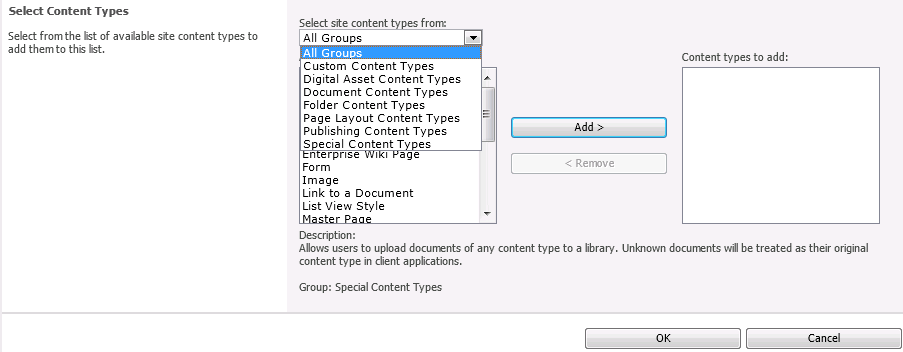 Select Content Types
Select from the list of available site content types to
add them to this list.
Select site content types from:
All Groups
All Groups
Custom Content Types
Digital Asset Content Types
Document Content Types
Folder Content Types
Page Layout Content Types
Publishing Content Types
Special Content Types
Enterprise Wiki Page
Form
Image
Link to a Document
List View Style
Master Page
Add >
< Remove
Content types to add:
Description:
Allows users to upload documents of any content type to a library. Unknown documents will be treated as their original
content type in client applications.
Group: Special Content Types
OK
Cancel